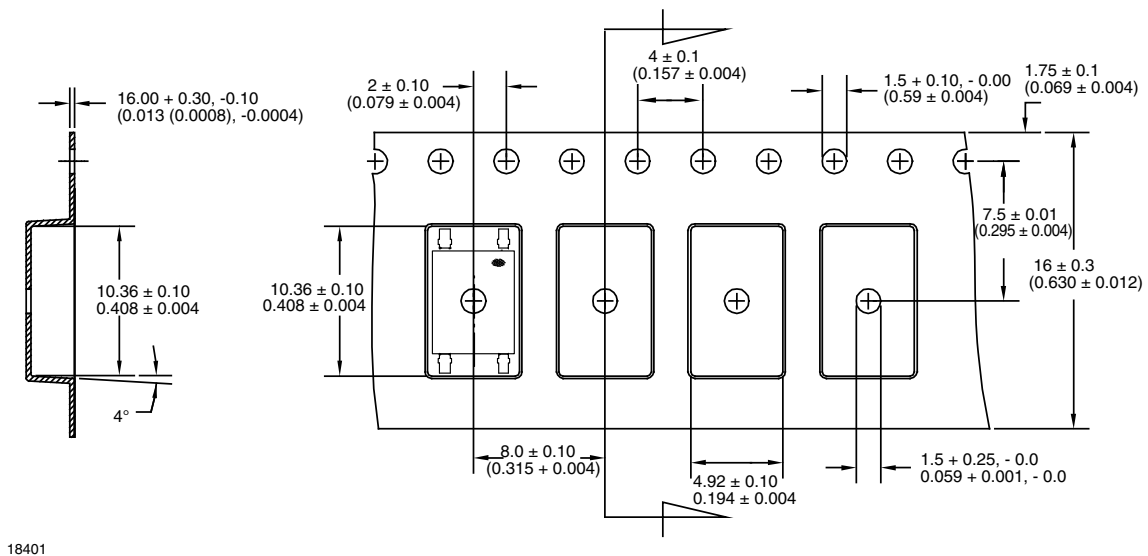 16.00 + 0.30, -0.10
(0.013 (0.0008), -0.0004)
2 ± 0.10
(0.079 ± 0.004)
4 ± 0.1
(0.157 ± 0.004)
1.5 + 0.10, - 0.00
(0.59 ± 0.004)
1.75 ± 0.1
(0.069 ± 0.004)
7.5 ± 0.01
(0.295 ± 0.004)
16 ± 0.3
(0.630 ± 0.012)
10.36 ± 0.10
0.408 ± 0.004
10.36 ± 0.10
0.408 ± 0.004
4°
8.0 ± 0.10
(0.315 + 0.004)
4.92 ± 0.10
0.194 ± 0.004
1.5 + 0.25, - 0.0
0.059 + 0.001, - 0.0
18401